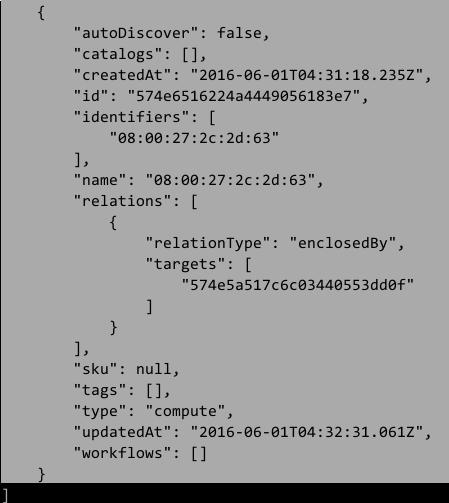 {
"autoDiscover": false,
"catalogs": [],
"createdAt": "2016-06-01T04:31:18.235Z",
"id": "574e6516224a4449056183e7",
"identifiers": [
"08:00:27:2c:2d:63"
],
"name": "08:00:27:2c:2d:63",
"relations": [
{
"relationType": "enclosedBy",
"targets": [
"574e5a517c6c03440553dd0f"
]
}
],
"sku": null,
"tags": [],
"type": "compute",
"updatedAt": "2016-06-01T04:32:31.061Z",
"workflows": []
}
]